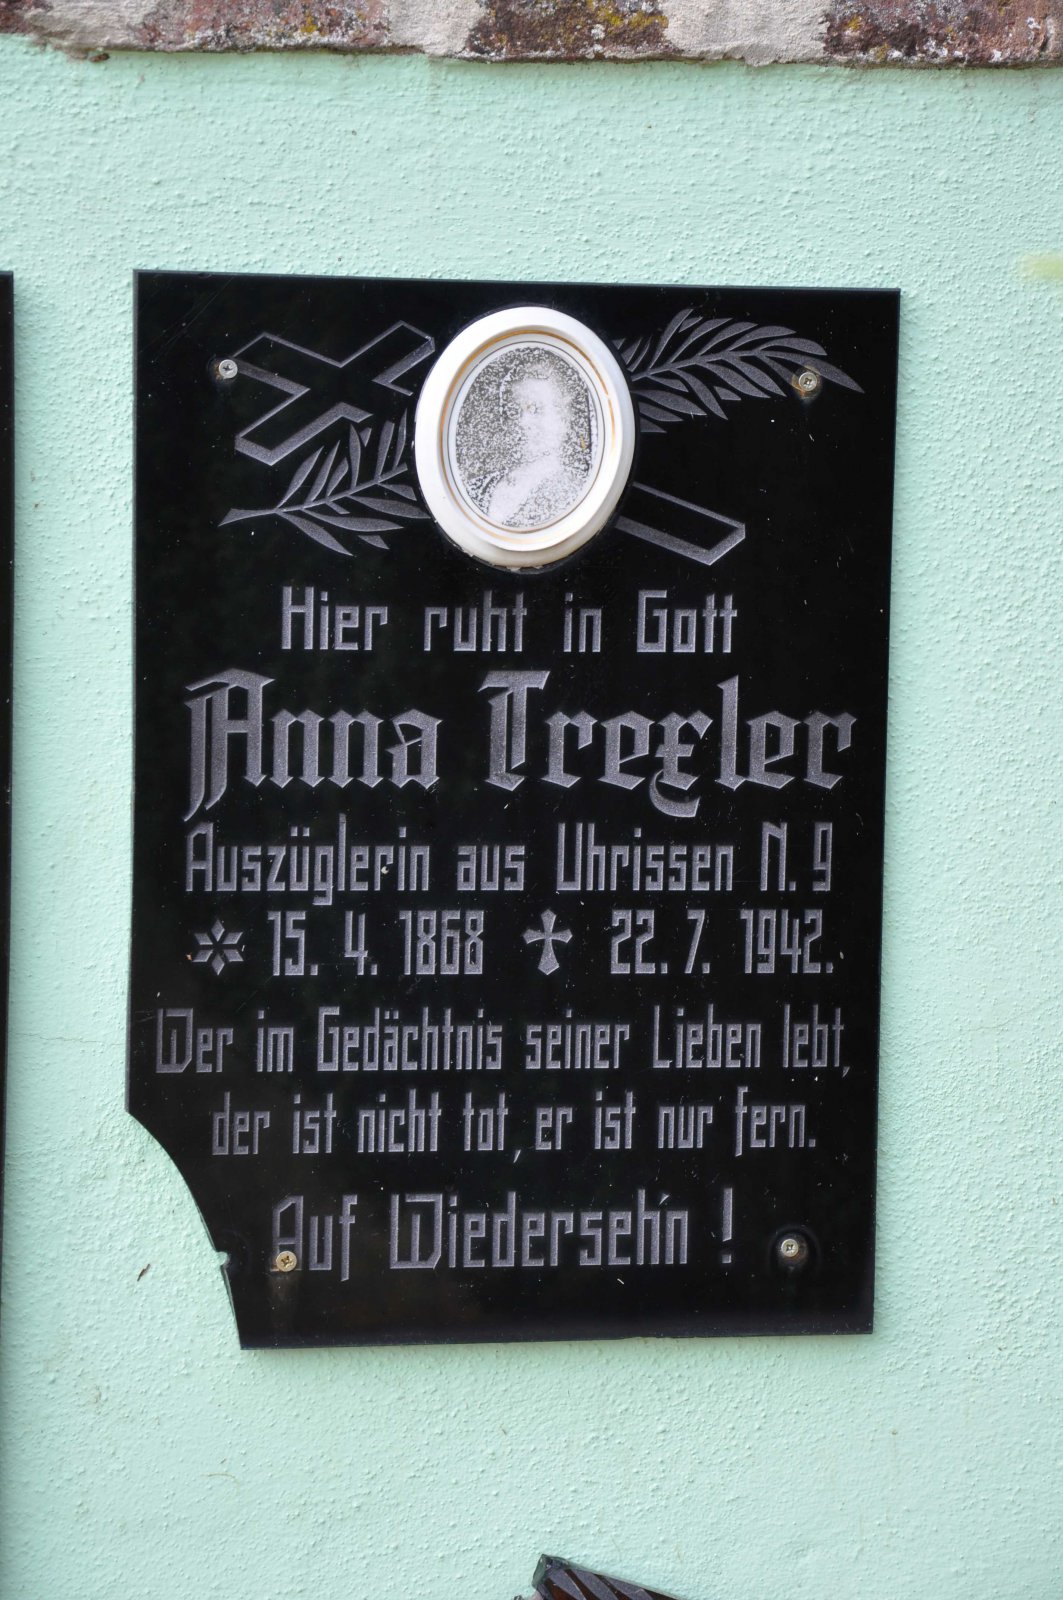 Hier ruht in Gott
Anna Trexler
Auszüglerin aus Uhrissen N. 9
* 15. 4. 1868 ✝ 22. 7. 1942.
Wer im Gedächtnis seiner Lieben lebt,
der ist nicht tot, er ist nur fern.
Auf Wiederseh'n!